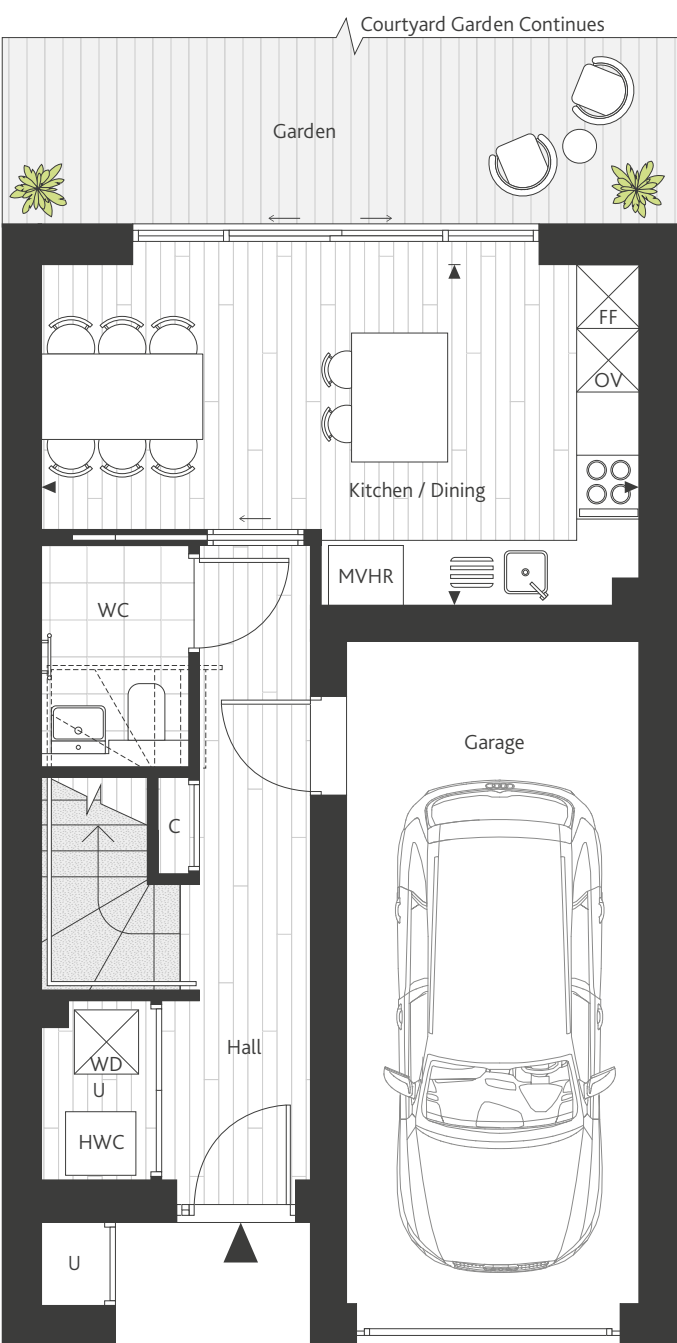 Courtyard Garden Continues
Garden
FF
OV
Kitchen / Dining
MVHR
WC
Garage
C
Hall
WD
U
HWC
H
U